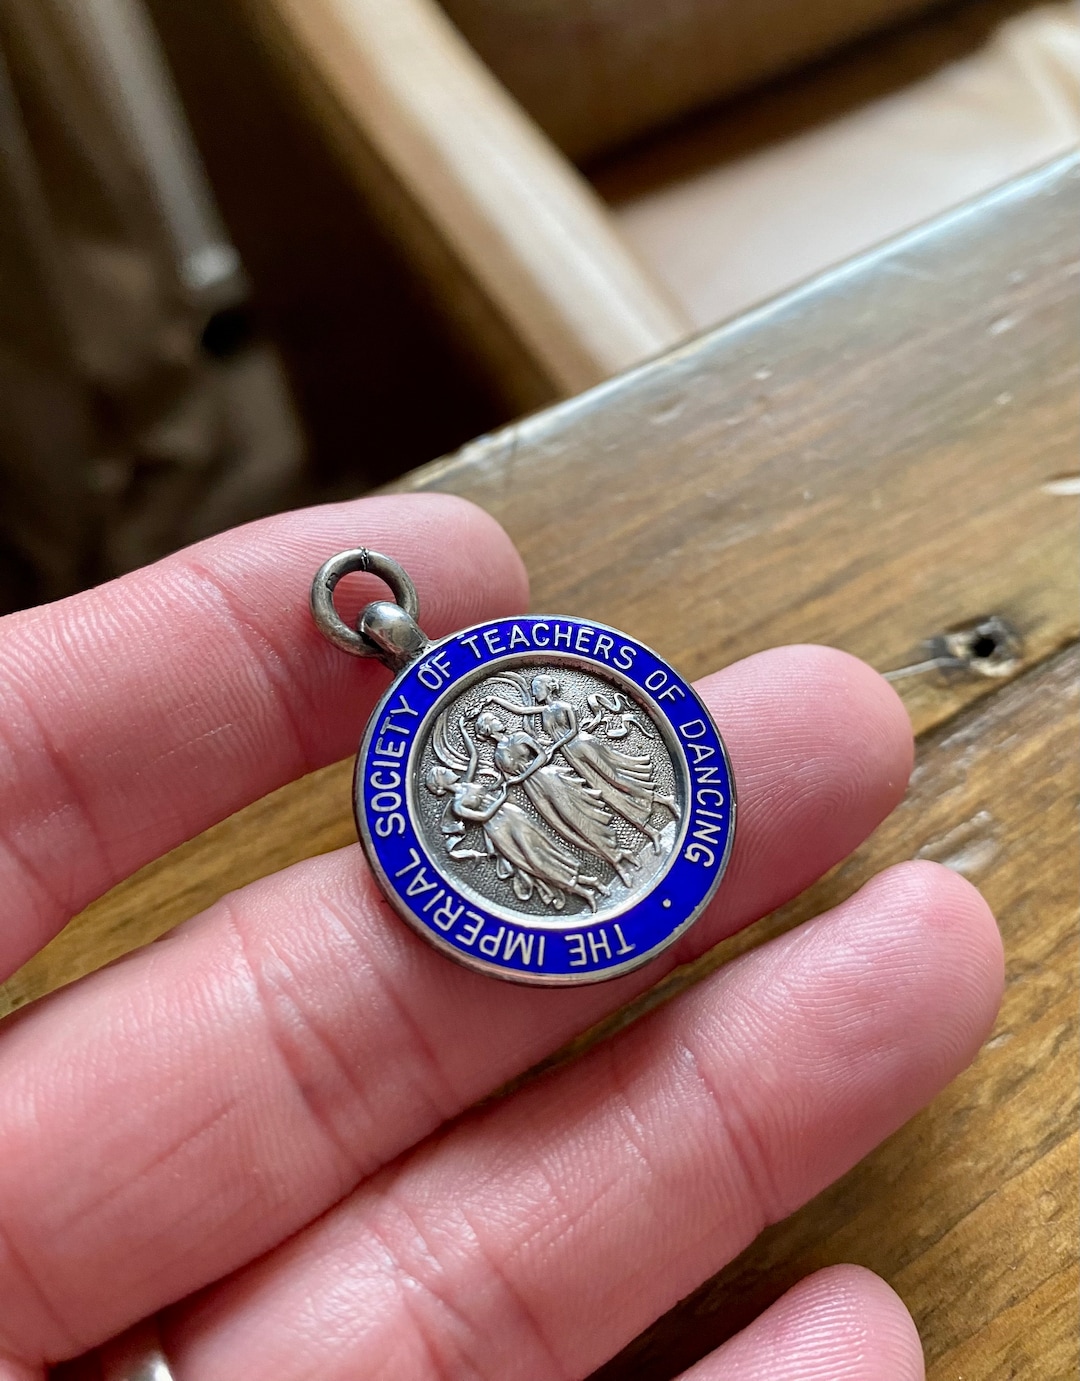 THE IMPERIAL SOCIETY OF TEACHERS OF DANCING